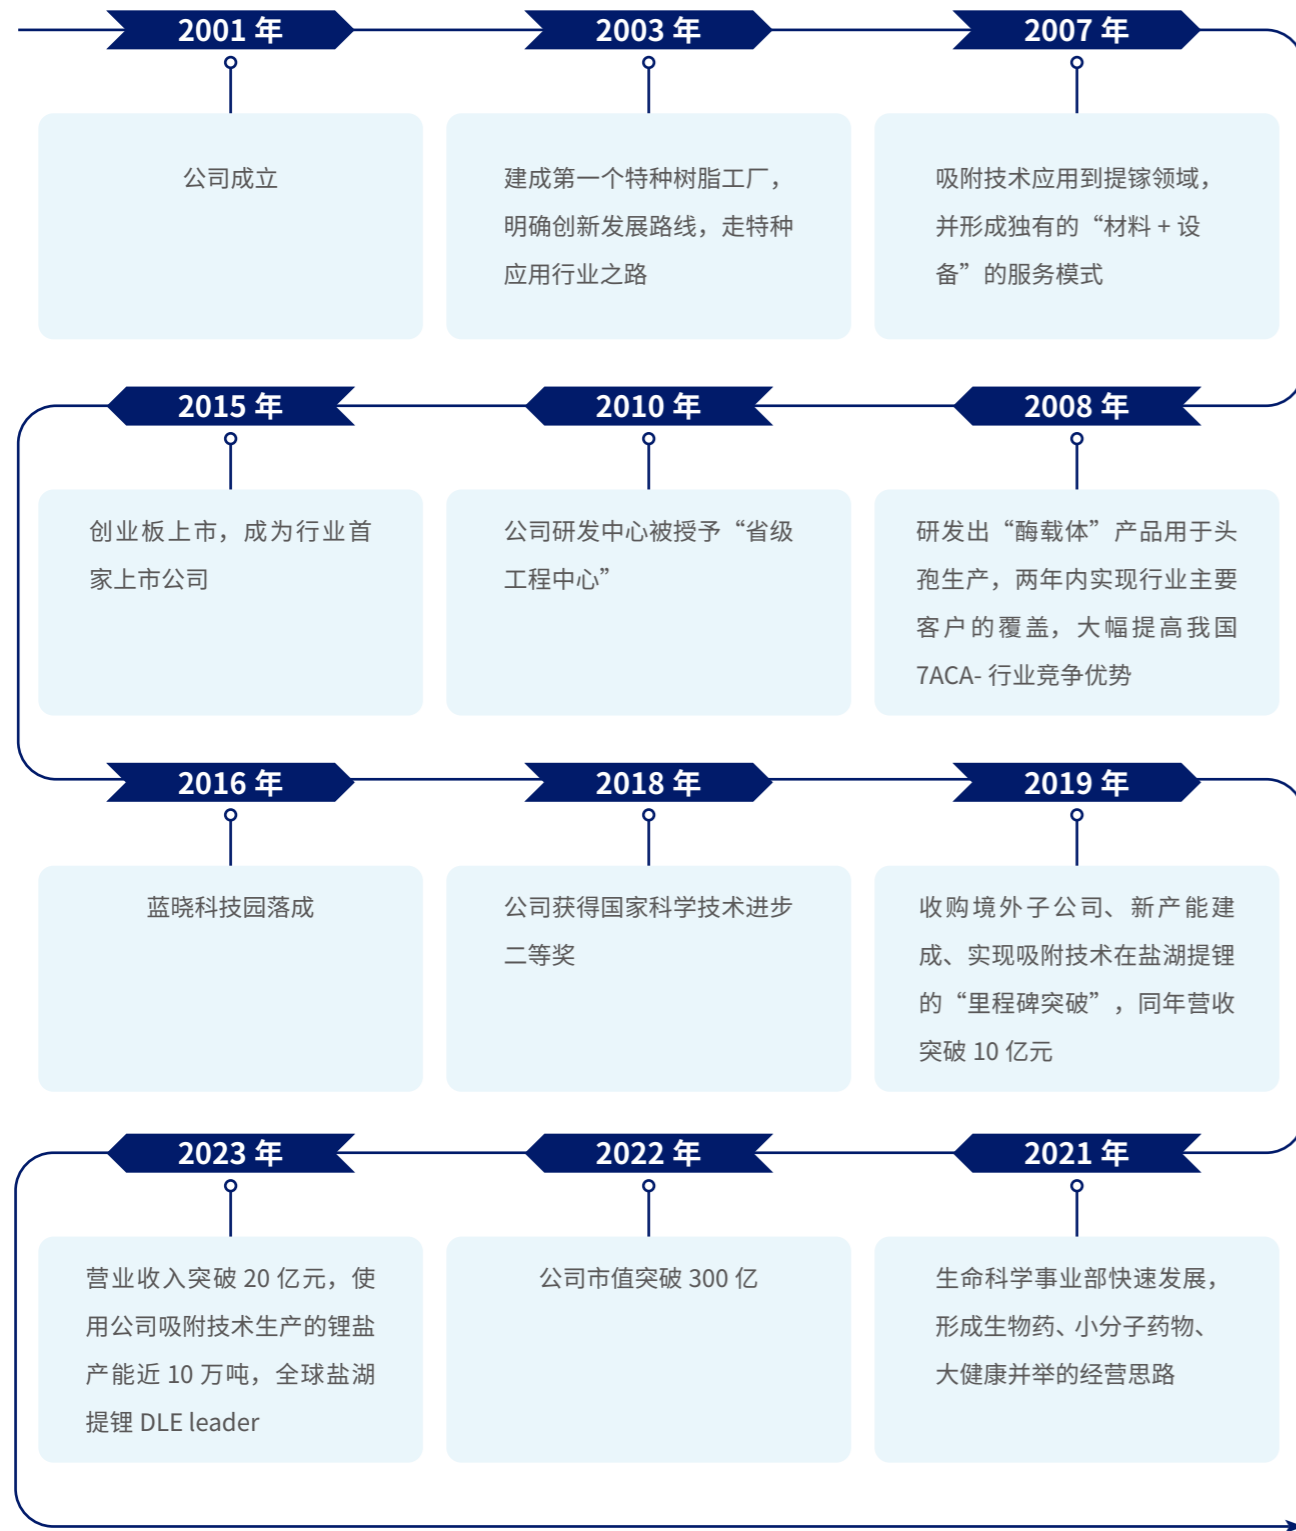 2001 年
公司成立
2003 年
建成第一个特种树脂工厂，
明确创新发展路线，走特种
应用行业之路
2007 年
吸附技术应用到提镓领域，
并形成独有的“材料 + 设
备”的服务模式
2008 年
研发出“酶载体”产品用于头
孢生产，两年内实现行业主要
客户的覆盖，大幅提高我国
7ACA- 行业竞争优势
2010 年
公司研发中心被授予“省级
工程中心”
2015 年
创业板上市，成为行业首
家上市公司
2016 年
蓝晓科技园落成
2018 年
公司获得国家科学技术进步
二等奖
2019 年
收购境外子公司、新产能建
成、实现吸附技术在盐湖提锂
的“里程碑突破”，同年营收
突破 10 亿元
2021 年
生命科学事业部快速发展，
形成生物药、小分子药物、
大健康并举的经营思路
2022 年
公司市值突破 300 亿
2023 年
营业收入突破 20 亿元，使
用公司吸附技术生产的锂盐
产能近 10 万吨，全球盐湖
提锂 DLE leader